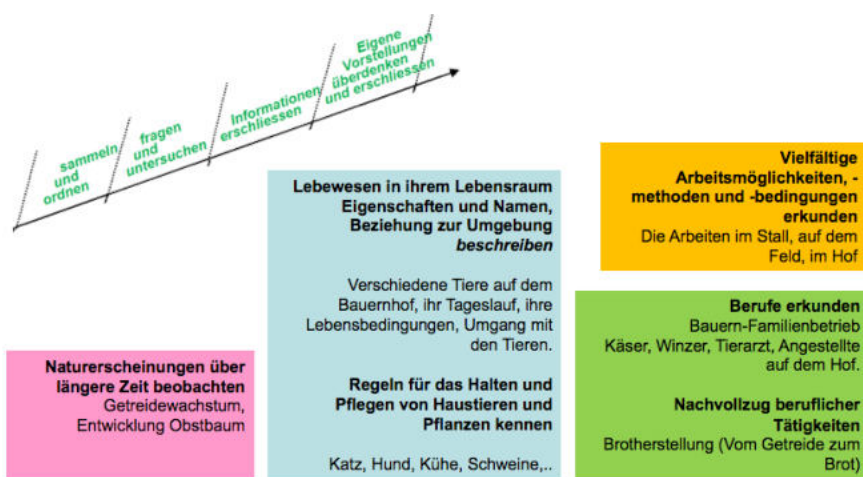 sammeln
und
ordnen
fragen
und
untersuchen
Informationen
erschliessen
Eigene
Vorstellungen
überdenken
und erschliessen
Naturerscheinungen über
längere Zeit beobachten
Getreidewachstum,
Entwicklung Obstbaum
Lebewesen in ihrem Lebensraum
Eigenschaften und Namen,
Beziehung zur Umgebung
beschreiben
Verschiedene Tiere auf dem
Bauernhof, ihr Tageslauf, ihre
Lebensbedingungen, Umgang mit
den Tieren.
Regeln für das Halten und
Pflegen von Haustieren und
Pflanzen kennen
Katz, Hund, Kühe, Schweine,..
Vielfältige
Arbeitsmöglichkeiten, -
methoden und -bedingungen
erkunden
Die Arbeiten im Stall, auf dem
Feld, im Hof
Berufe erkunden
Bauern-Familienbetrieb
Käser, Winzer, Tierarzt, Angestellte
auf dem Hof.
Nachvollzug beruflicher
Tätigkeiten
Brotherstellung (Vom Getreide zum
Brot)